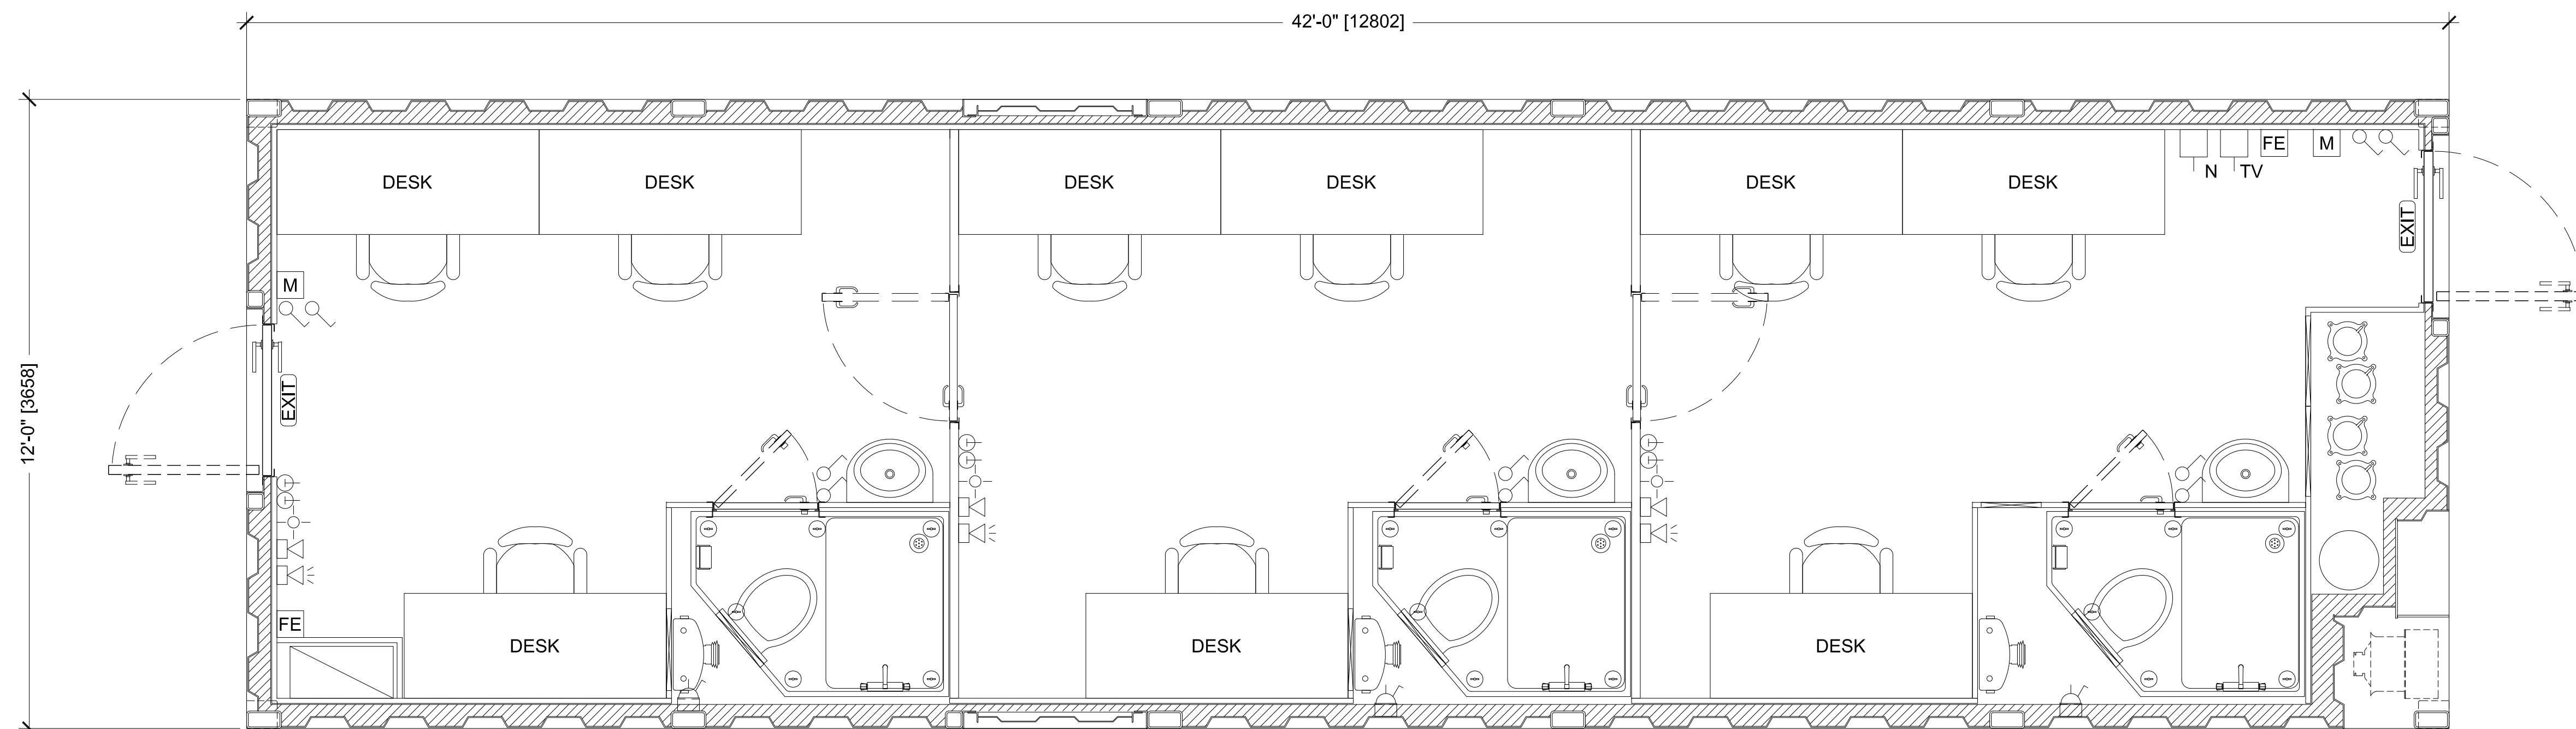 42'-0" [12802]
12'-0" [3658]
DESK
DESK
DESK
DESK
DESK
DESK
N
TV
FE
M
EXIT
M
EXIT
FE
DESK
DESK
DESK